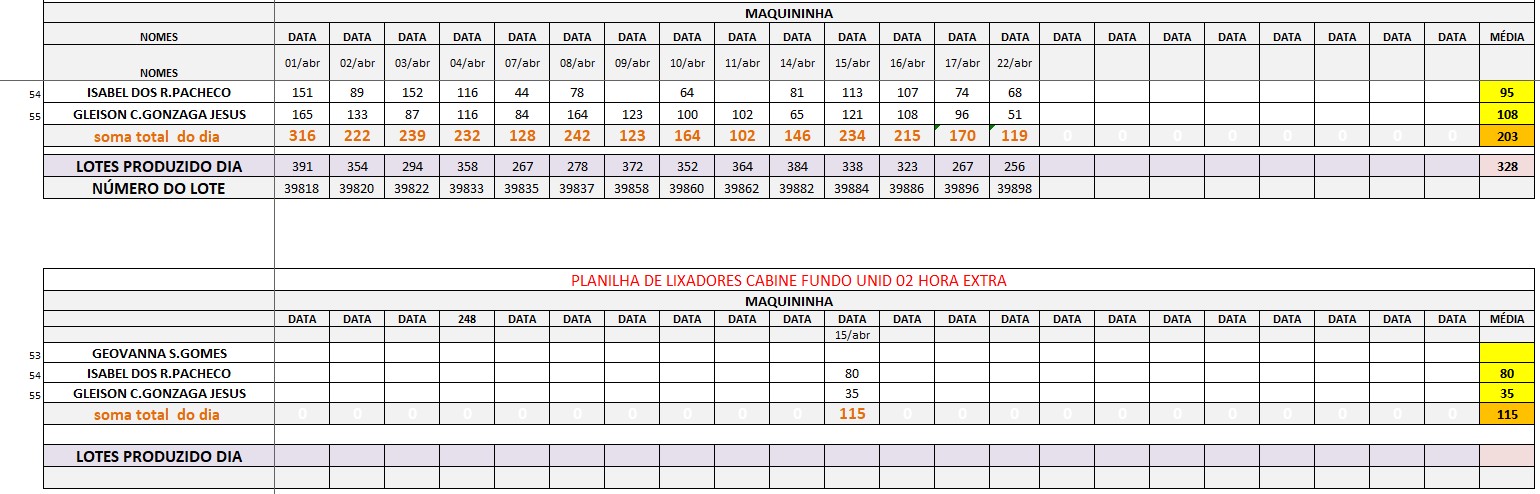 MAQUININHA
NOMES DATA DATA DATA DATA DATA DATA DATA DATA DATA DATA DATA DATA DATA DATA DATA DATA DATA DATA DATA DATA DATA DATA MÉDIA
NOMES 01/abr 02/abr 03/abr 04/abr 07/abr 08/abr 09/abr 10/abr 11/abr 14/abr 15/abr 16/abr 17/abr 22/abr
54 ISABEL DOS R.PACHECO 151 89 152 116 44 78 64 81 113 107 74 68 95
55 GLEISON C.GONZAGA JESUS 165 133 87 116 84 164 123 100 102 65 121 108 96 51 108
soma total do dia 316 222 239 232 128 242 123 164 102 146 234 215 170 119 0 0 0 0 0 0 0 0 203
LOTES PRODUZIDO DIA 391 354 294 358 267 278 372 352 364 384 338 323 267 256 328
NÚMERO DO LOTE 39818 39820 39822 39833 39835 39837 39858 39860 39862 39882 39884 39886 39896 39898
PLANILHA DE LIXADORES CABINE FUNDO UNID 02 HORA EXTRA
MAQUININHA
DATA DATA DATA 248 DATA DATA DATA DATA DATA DATA DATA DATA DATA DATA DATA DATA DATA DATA DATA DATA DATA DATA MÉDIA
15/abr
53 GEOVANNA S.GOMES
54 ISABEL DOS R.PACHECO 80 80
55 GLEISON C.GONZAGA JESUS 35 35
soma total do dia 0 0 0 0 0 0 0 0 0 0 115 0 0 0 0 0 0 0 0 0 0 0 115
LOTES PRODUZIDO DIA